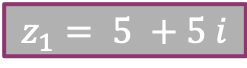 z₁ = 5 + 5 i